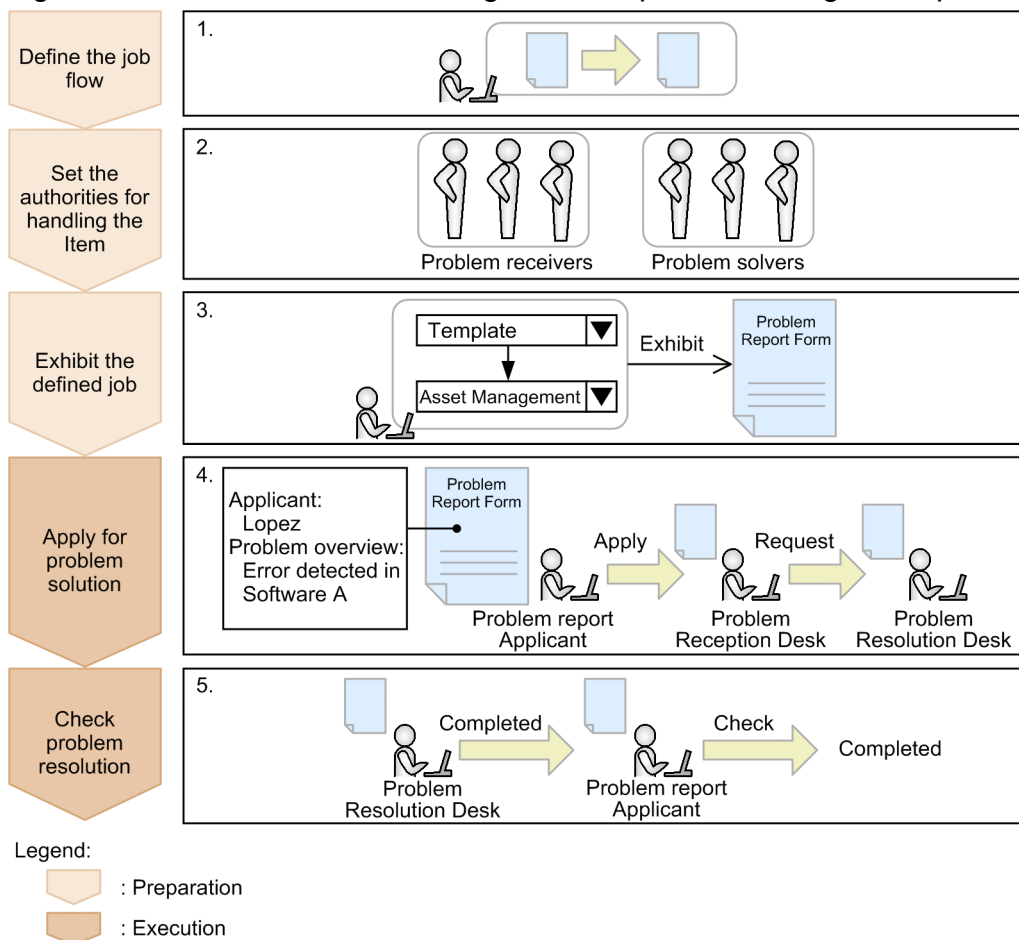 Define the job
flow
1.
Set the
authorities for
handling the
Item
2.
Problem receivers
Problem solvers
Exhibit the
defined job
3.
Template
Asset Management
Exhibit
Problem
Report Form
Apply for
problem
solution
4.
Applicant:
Lopez
Problem overview:
Error detected in
Software A
Problem
Report Form
Problem report
Applicant
Apply
Problem
Reception Desk
Request
Problem
Resolution Desk
Check
problem
resolution
5.
Problem
Resolution Desk
Completed
Problem report
Applicant
Check
Completed
Legend:
: Preparation
: Execution